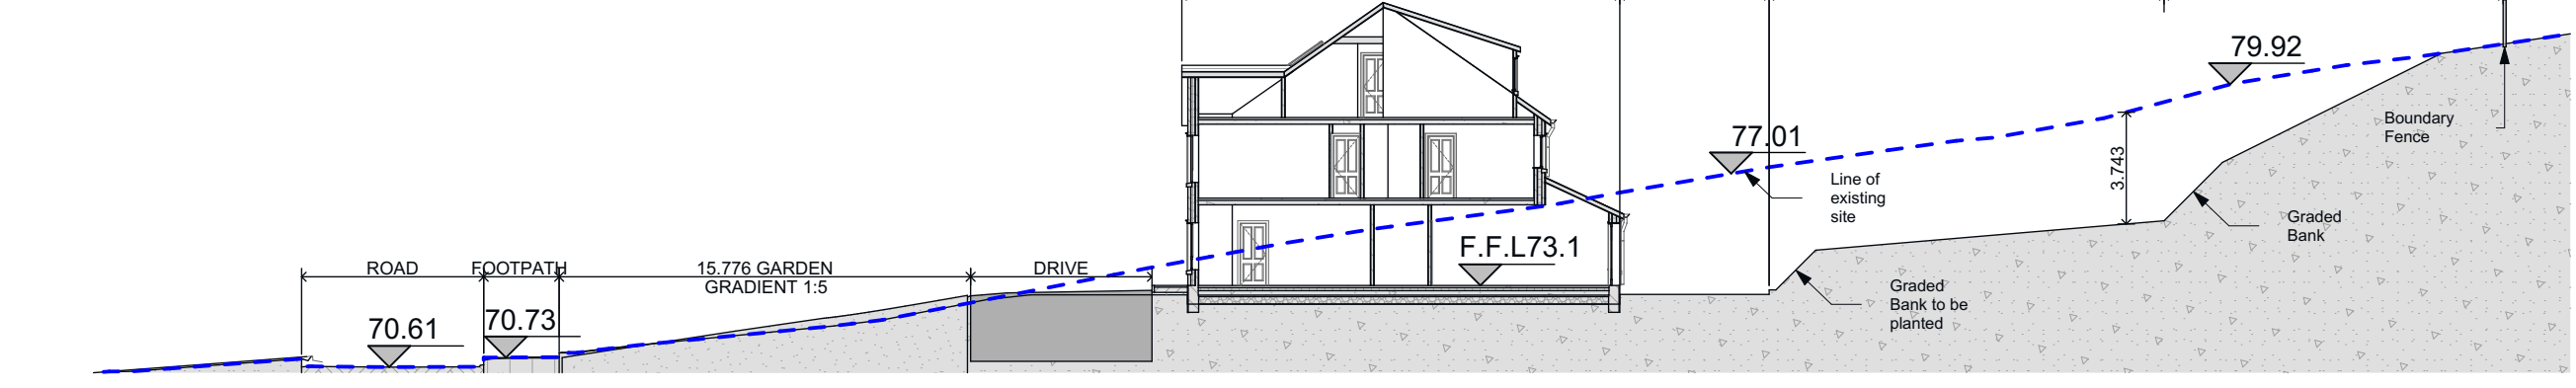 79.92
77.01
Boundary
Fence
3.743
Line of
existing
site
Graded
Bank
F.F.L73.1
ROAD
FOOTPATH
15.776 GARDEN
GRADIENT 1:5
DRIVE
Graded
Bank to be
planted
70.61
70.73